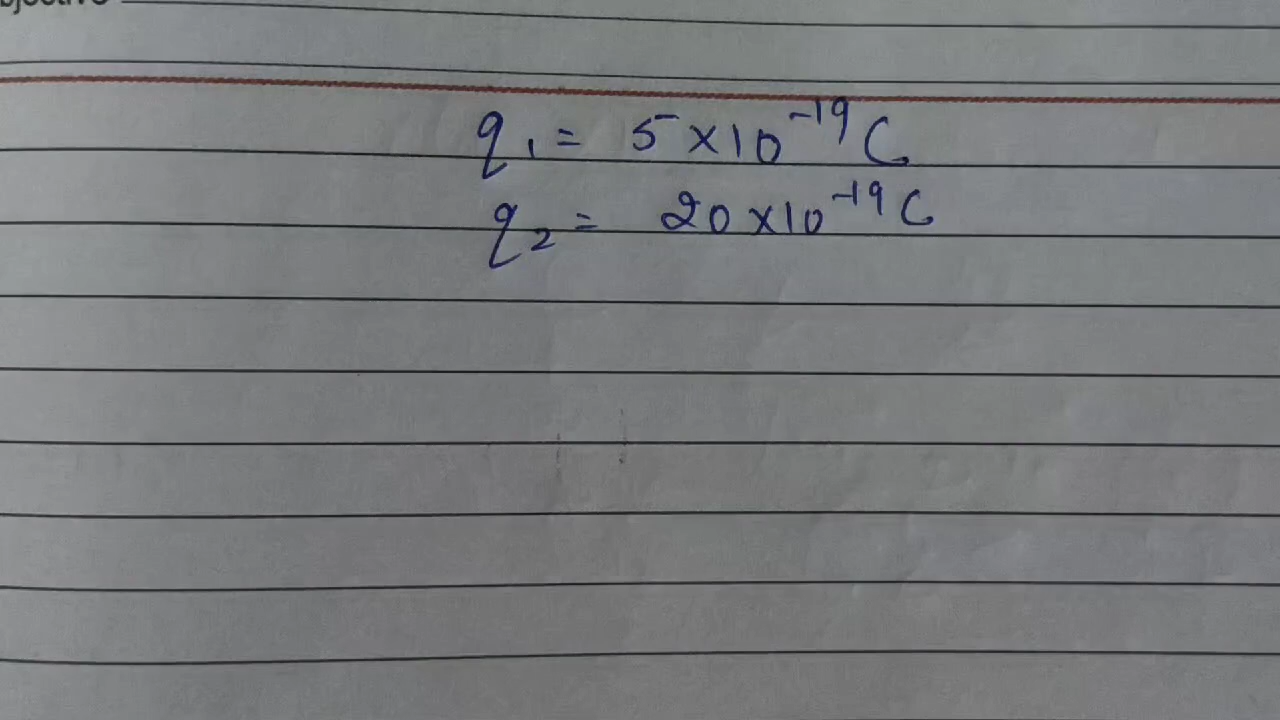 q₁ = 5 × 10⁻¹⁹ C
q₂ = 20 × 10⁻¹⁹ C